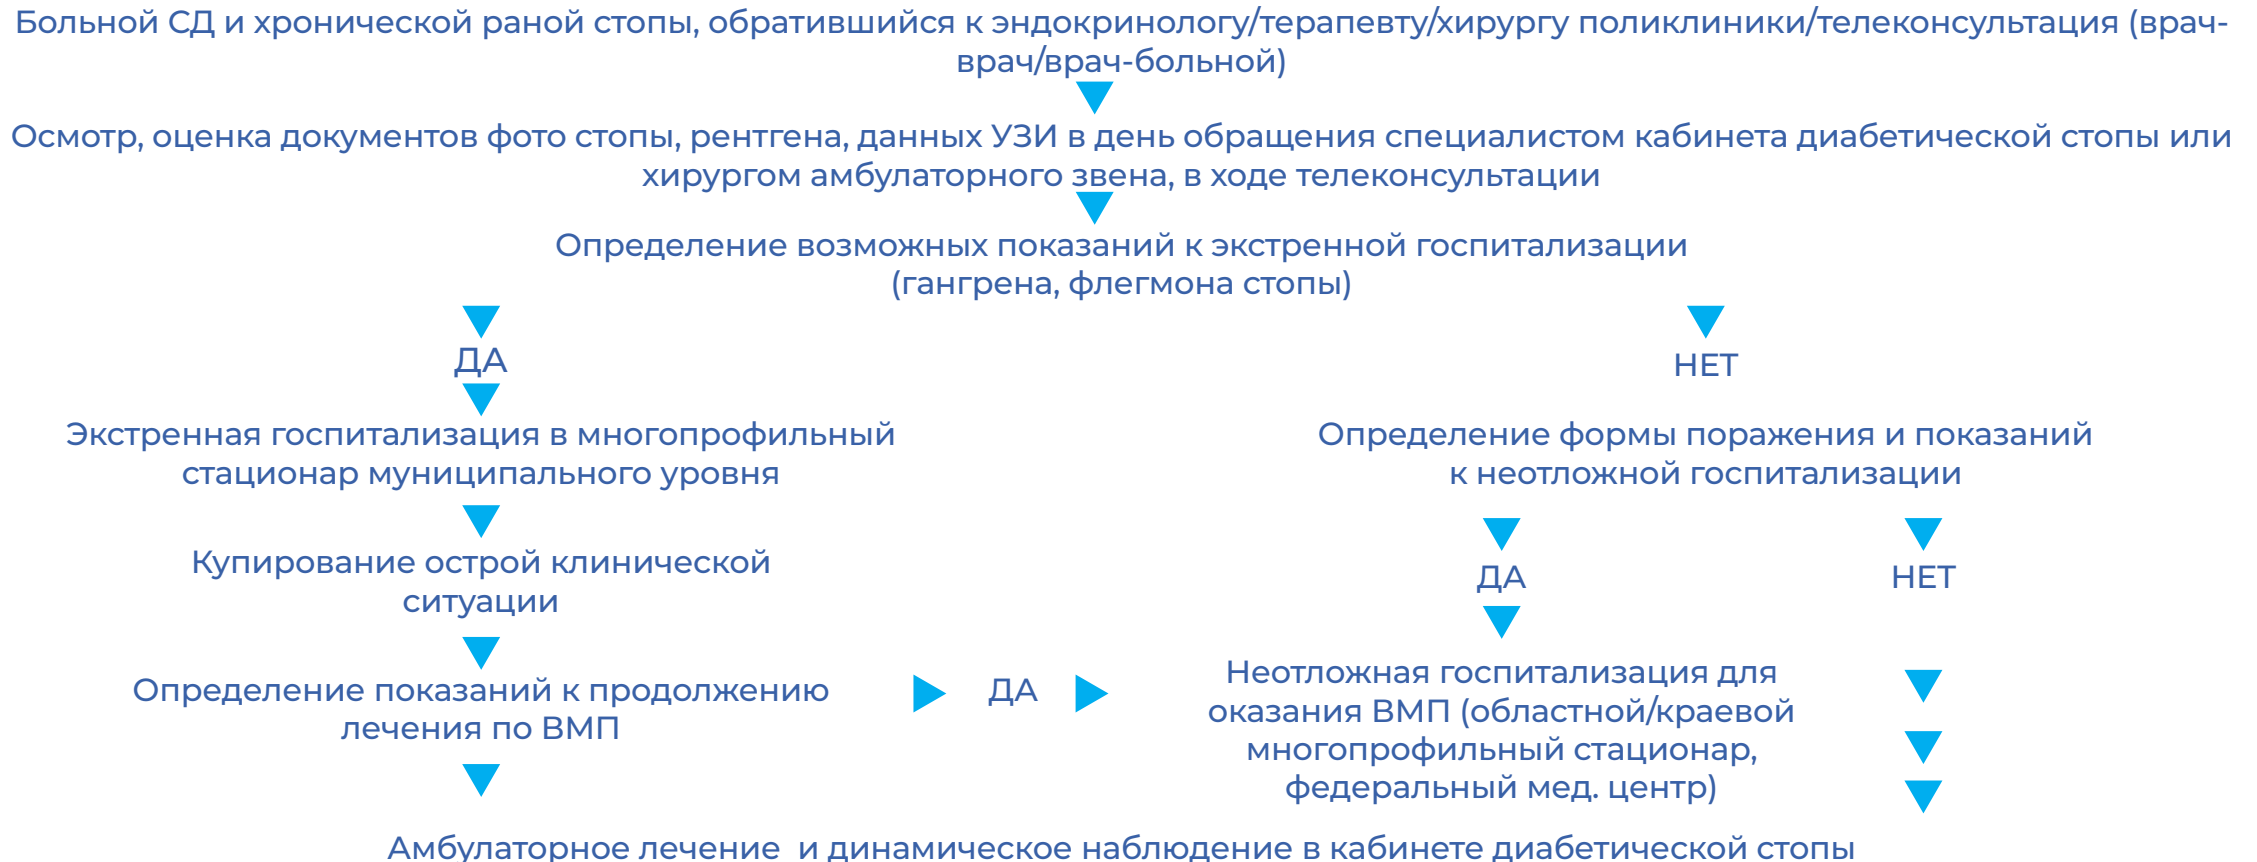 Больной СД и хронической раной стопы, обратившийся к эндокринологу/терапевту/хирургу поликлиники/телеконсультация (врач-
врач/врач-больной)
Осмотр, оценка документов фото стопы, рентгена, данных УЗИ в день обращения специалистом кабинета диабетической стопы или
хирургом амбулаторного звена, в ходе телеконсультации
Определение возможных показаний к экстренной госпитализации
(гангрена, флегмона стопы)
ДА
НЕТ
Экстренная госпитализация в многопрофильный
стационар муниципального уровня
Определение формы поражения и показаний
к неотложной госпитализации
Купирование острой клинической
ситуации
ДА
НЕТ
Определение показаний к продолжению
лечения по ВМП
ДА
Неотложная госпитализация для
оказания ВМП (областной/краевой
многопрофильный стационар,
федеральный мед. центр)
Амбулаторное лечение и динамическое наблюдение в кабинете диабетической стопы